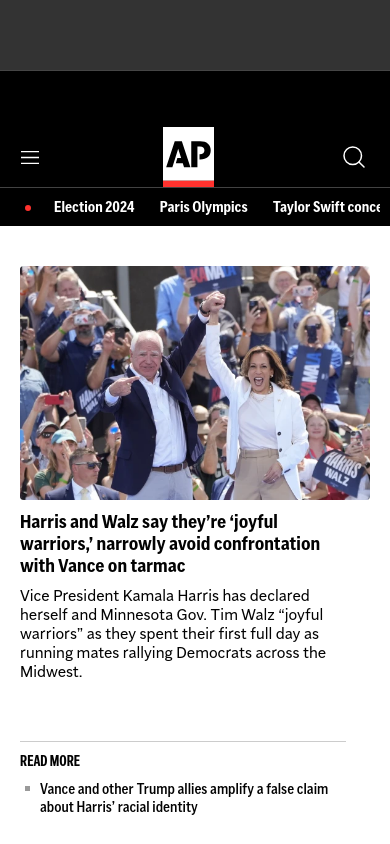 AP
Election 2024 Paris Olympics Taylor Swift conce
KAMALA
HARRIS
WALZ
Harris and Walz say they’re ‘joyful
warriors,’ narrowly avoid confrontation
with Vance on tarmac
Vice President Kamala Harris has declared
herself and Minnesota Gov. Tim Walz “joyful
warriors” as they spent their first full day as
running mates rallying Democrats across the
Midwest.
READ MORE
Vance and other Trump allies amplify a false claim
about Harris’ racial identity